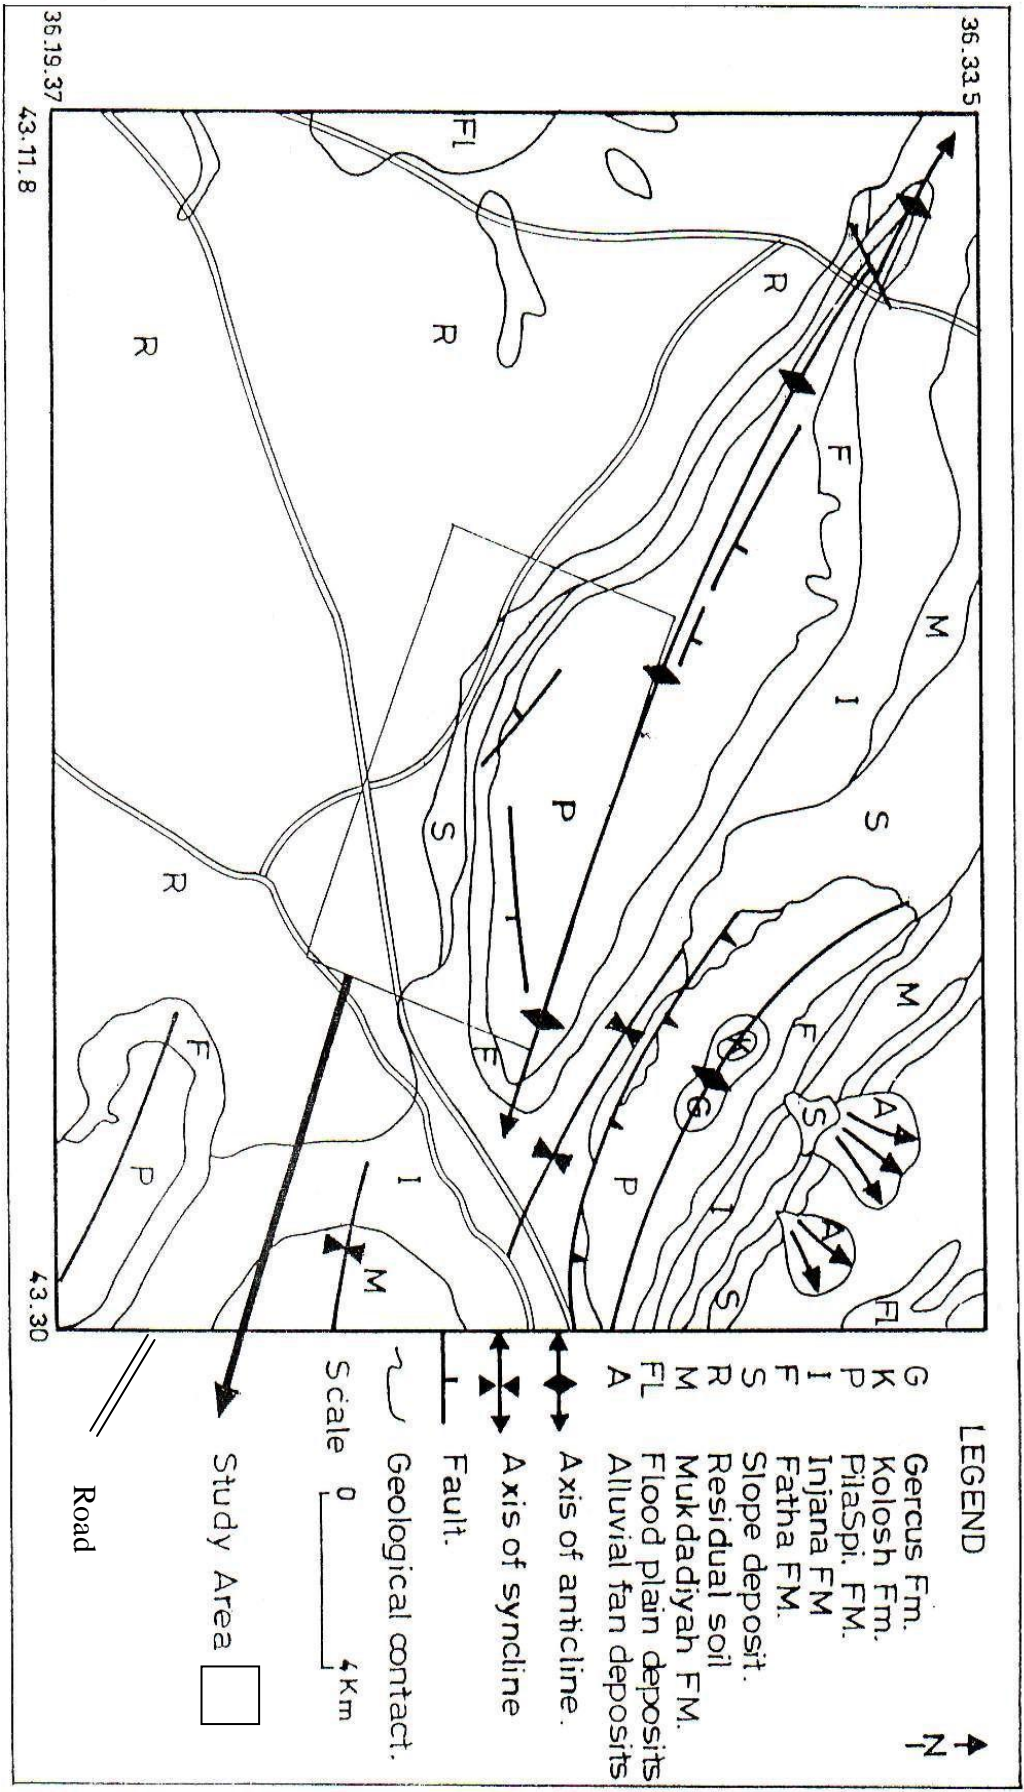 36.33.5
M
I
S
F
M
F
A
S
A
FL
K
G
I
S
P
R
P
F
S
FL
R
R
R
I
M
F
P
36.19.37
43.11.8
43.30
N
LEGEND
G Gercus Fm.
K Kolosh Fm.
P PilaSpi. FM.
I Injana FM
F Fatha FM.
S Slope deposit.
R Residual soil
M Mukdadiyah FM.
FL Flood plain deposits
A Alluvial fan deposits
Axis of anticline.
Axis of syncline
Fault.
Geological contact.
Scale 0 4Km
Study Area
Road